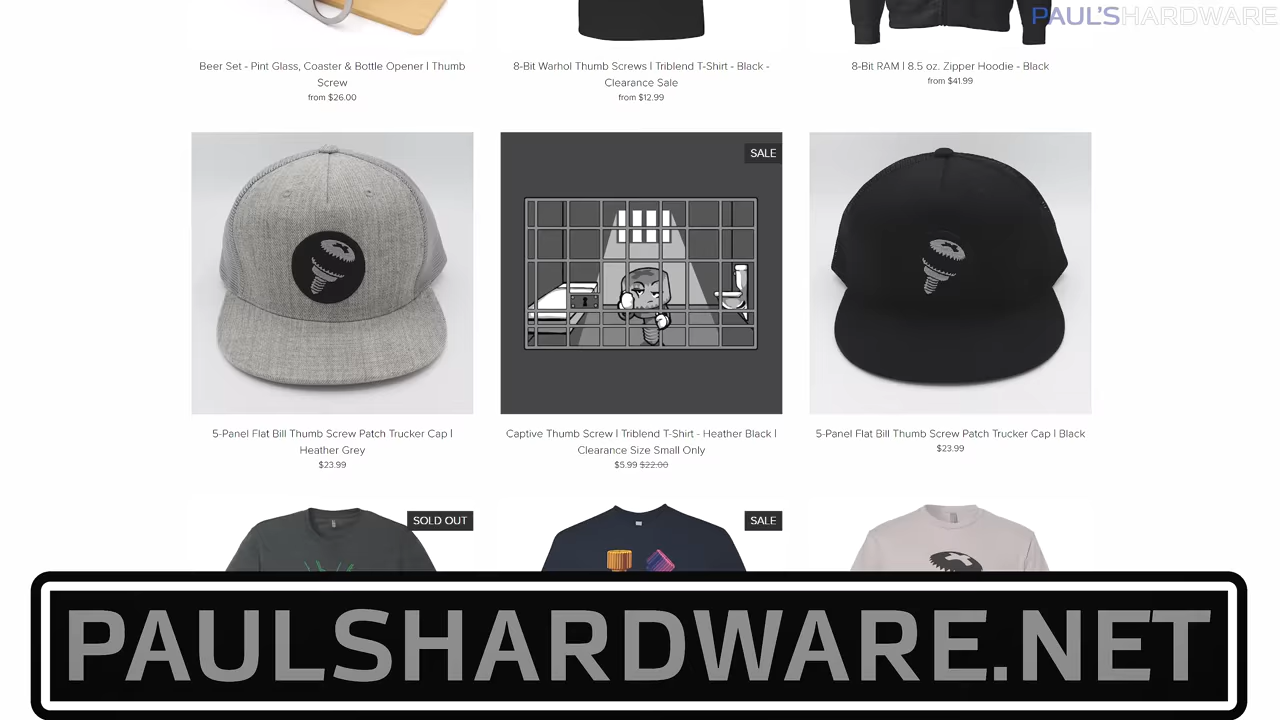 PAUL'SHARDWARE
Beer Set - Pint Glass, Coaster & Bottle Opener | Thumb
Screw
from $26.00
8-Bit Warhol Thumb Screws | Triblend T-Shirt - Black -
Clearance Sale
from $12.99
8-Bit RAM | 8.5 oz. Zipper Hoodie - Black
from $41.99
SALE
5-Panel Flat Bill Thumb Screw Patch Trucker Cap |
Heather Grey
$23.99
Captive Thumb Screw | Triblend T-Shirt - Heather Black |
Clearance Size Small Only
$5.99 $22.00
5-Panel Flat Bill Thumb Screw Patch Trucker Cap | Black
$23.99
SOLD OUT
SALE
PAULSHARDWARE.NET